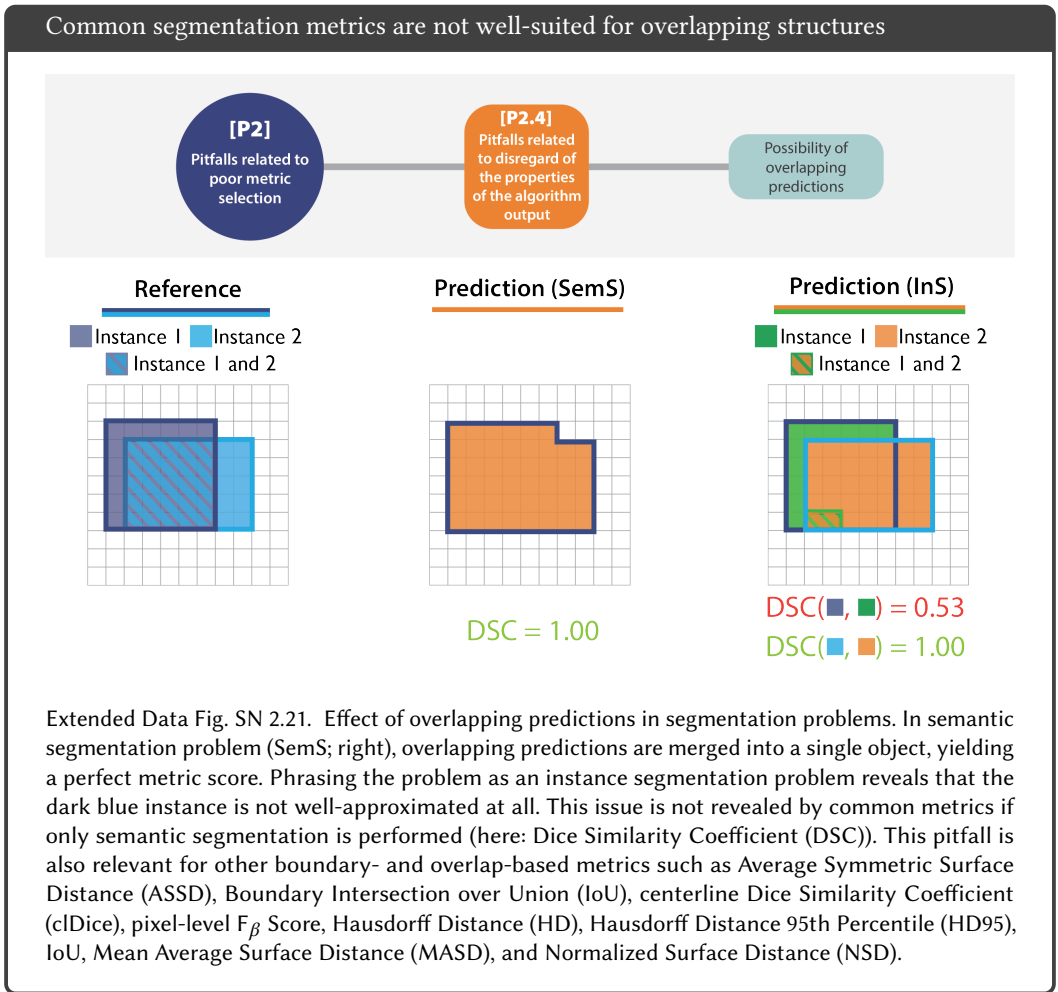 Common segmentation metrics are not well-suited for overlapping structures
[P2]
Pitfalls related to
poor metric
selection
[P2.4]
Pitfalls related
to disregard of
the properties
of the algorithm
output
Possibility of
overlapping
predictions
Reference
Instance 1 Instance 2
Instance 1 and 2
Prediction (SemS)
DSC = 1.00
Prediction (InS)
Instance 1 Instance 2
Instance 1 and 2
DSC( , ) = 0.53
DSC( , ) = 1.00
Extended Data Fig. SN 2.21. Effect of overlapping predictions in segmentation problems. In semantic
segmentation problem (SemS; right), overlapping predictions are merged into a single object, yielding
a perfect metric score. Phrasing the problem as an instance segmentation problem reveals that the
dark blue instance is not well-approximated at all. This issue is not revealed by common metrics if
only semantic segmentation is performed (here: Dice Similarity Coefficient (DSC)). This pitfall is
also relevant for other boundary- and overlap-based metrics such as Average Symmetric Surface
Distance (ASSD), Boundary Intersection over Union (IoU), centerline Dice Similarity Coefficient
(clDice), pixel-level Fβ Score, Hausdorff Distance (HD), Hausdorff Distance 95th Percentile (HD95),
IoU, Mean Average Surface Distance (MASD), and Normalized Surface Distance (NSD).